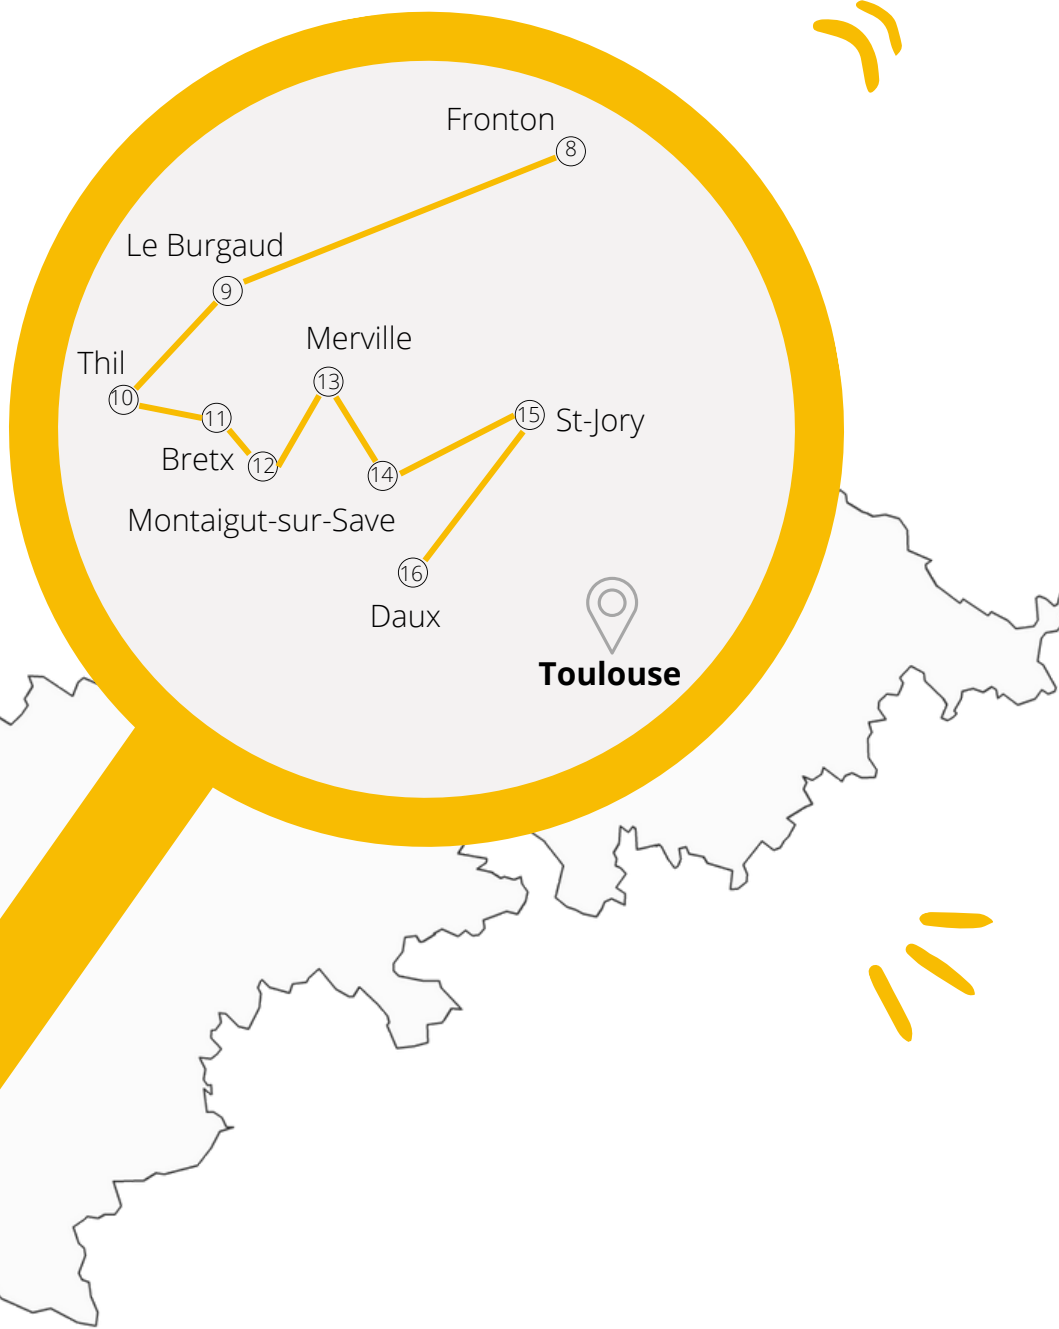 Fronton
8
Le Burgaud
9
Merville
Thil
13
10
11
15
St-Jory
Bretx
12
14
Montaigut-sur-Save
16
Daux
Toulouse